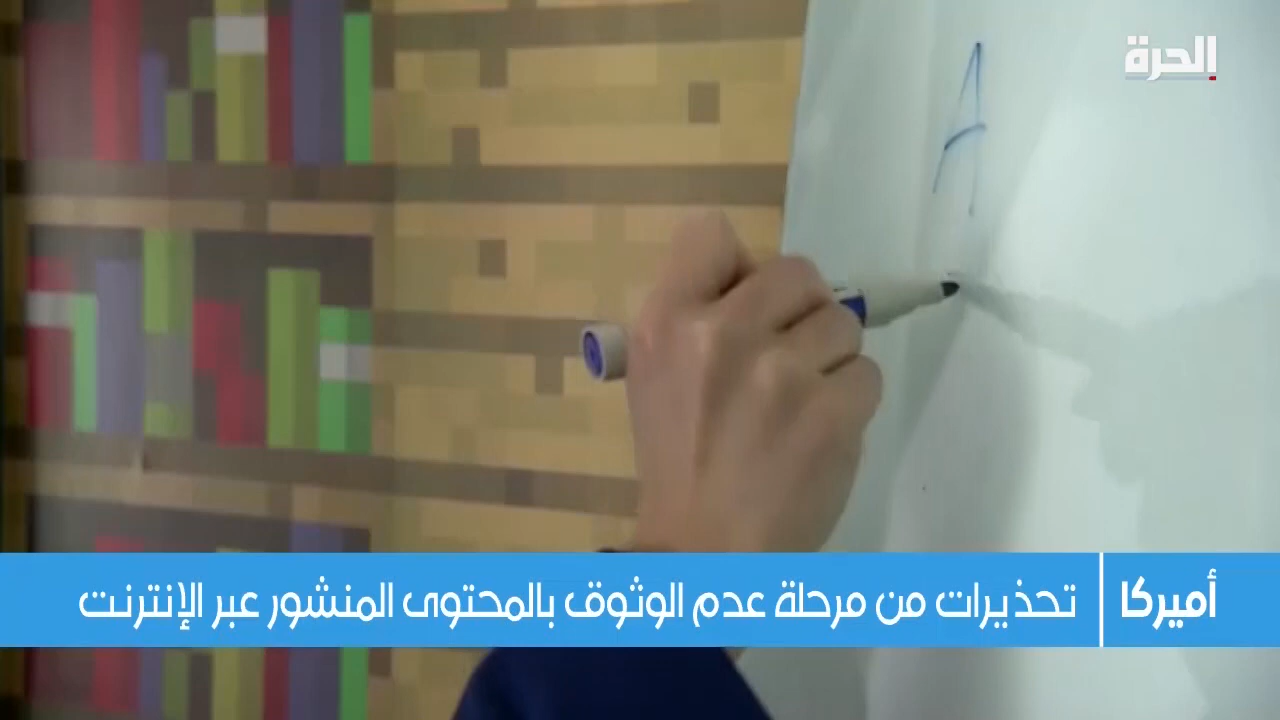 الحرة
A
أميركا
تحذيرات من مرحلة عدم الوثوق بالمحتوى المنشور عبر الإنترنت